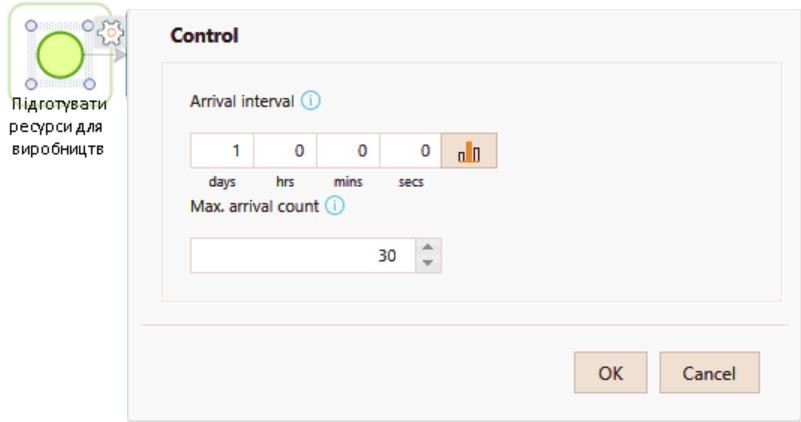 Control
Підготувати
ресурси для
виробництв
Arrival interval
1 0 0 0
days hrs mins secs
Max. arrival count
30
OK Cancel